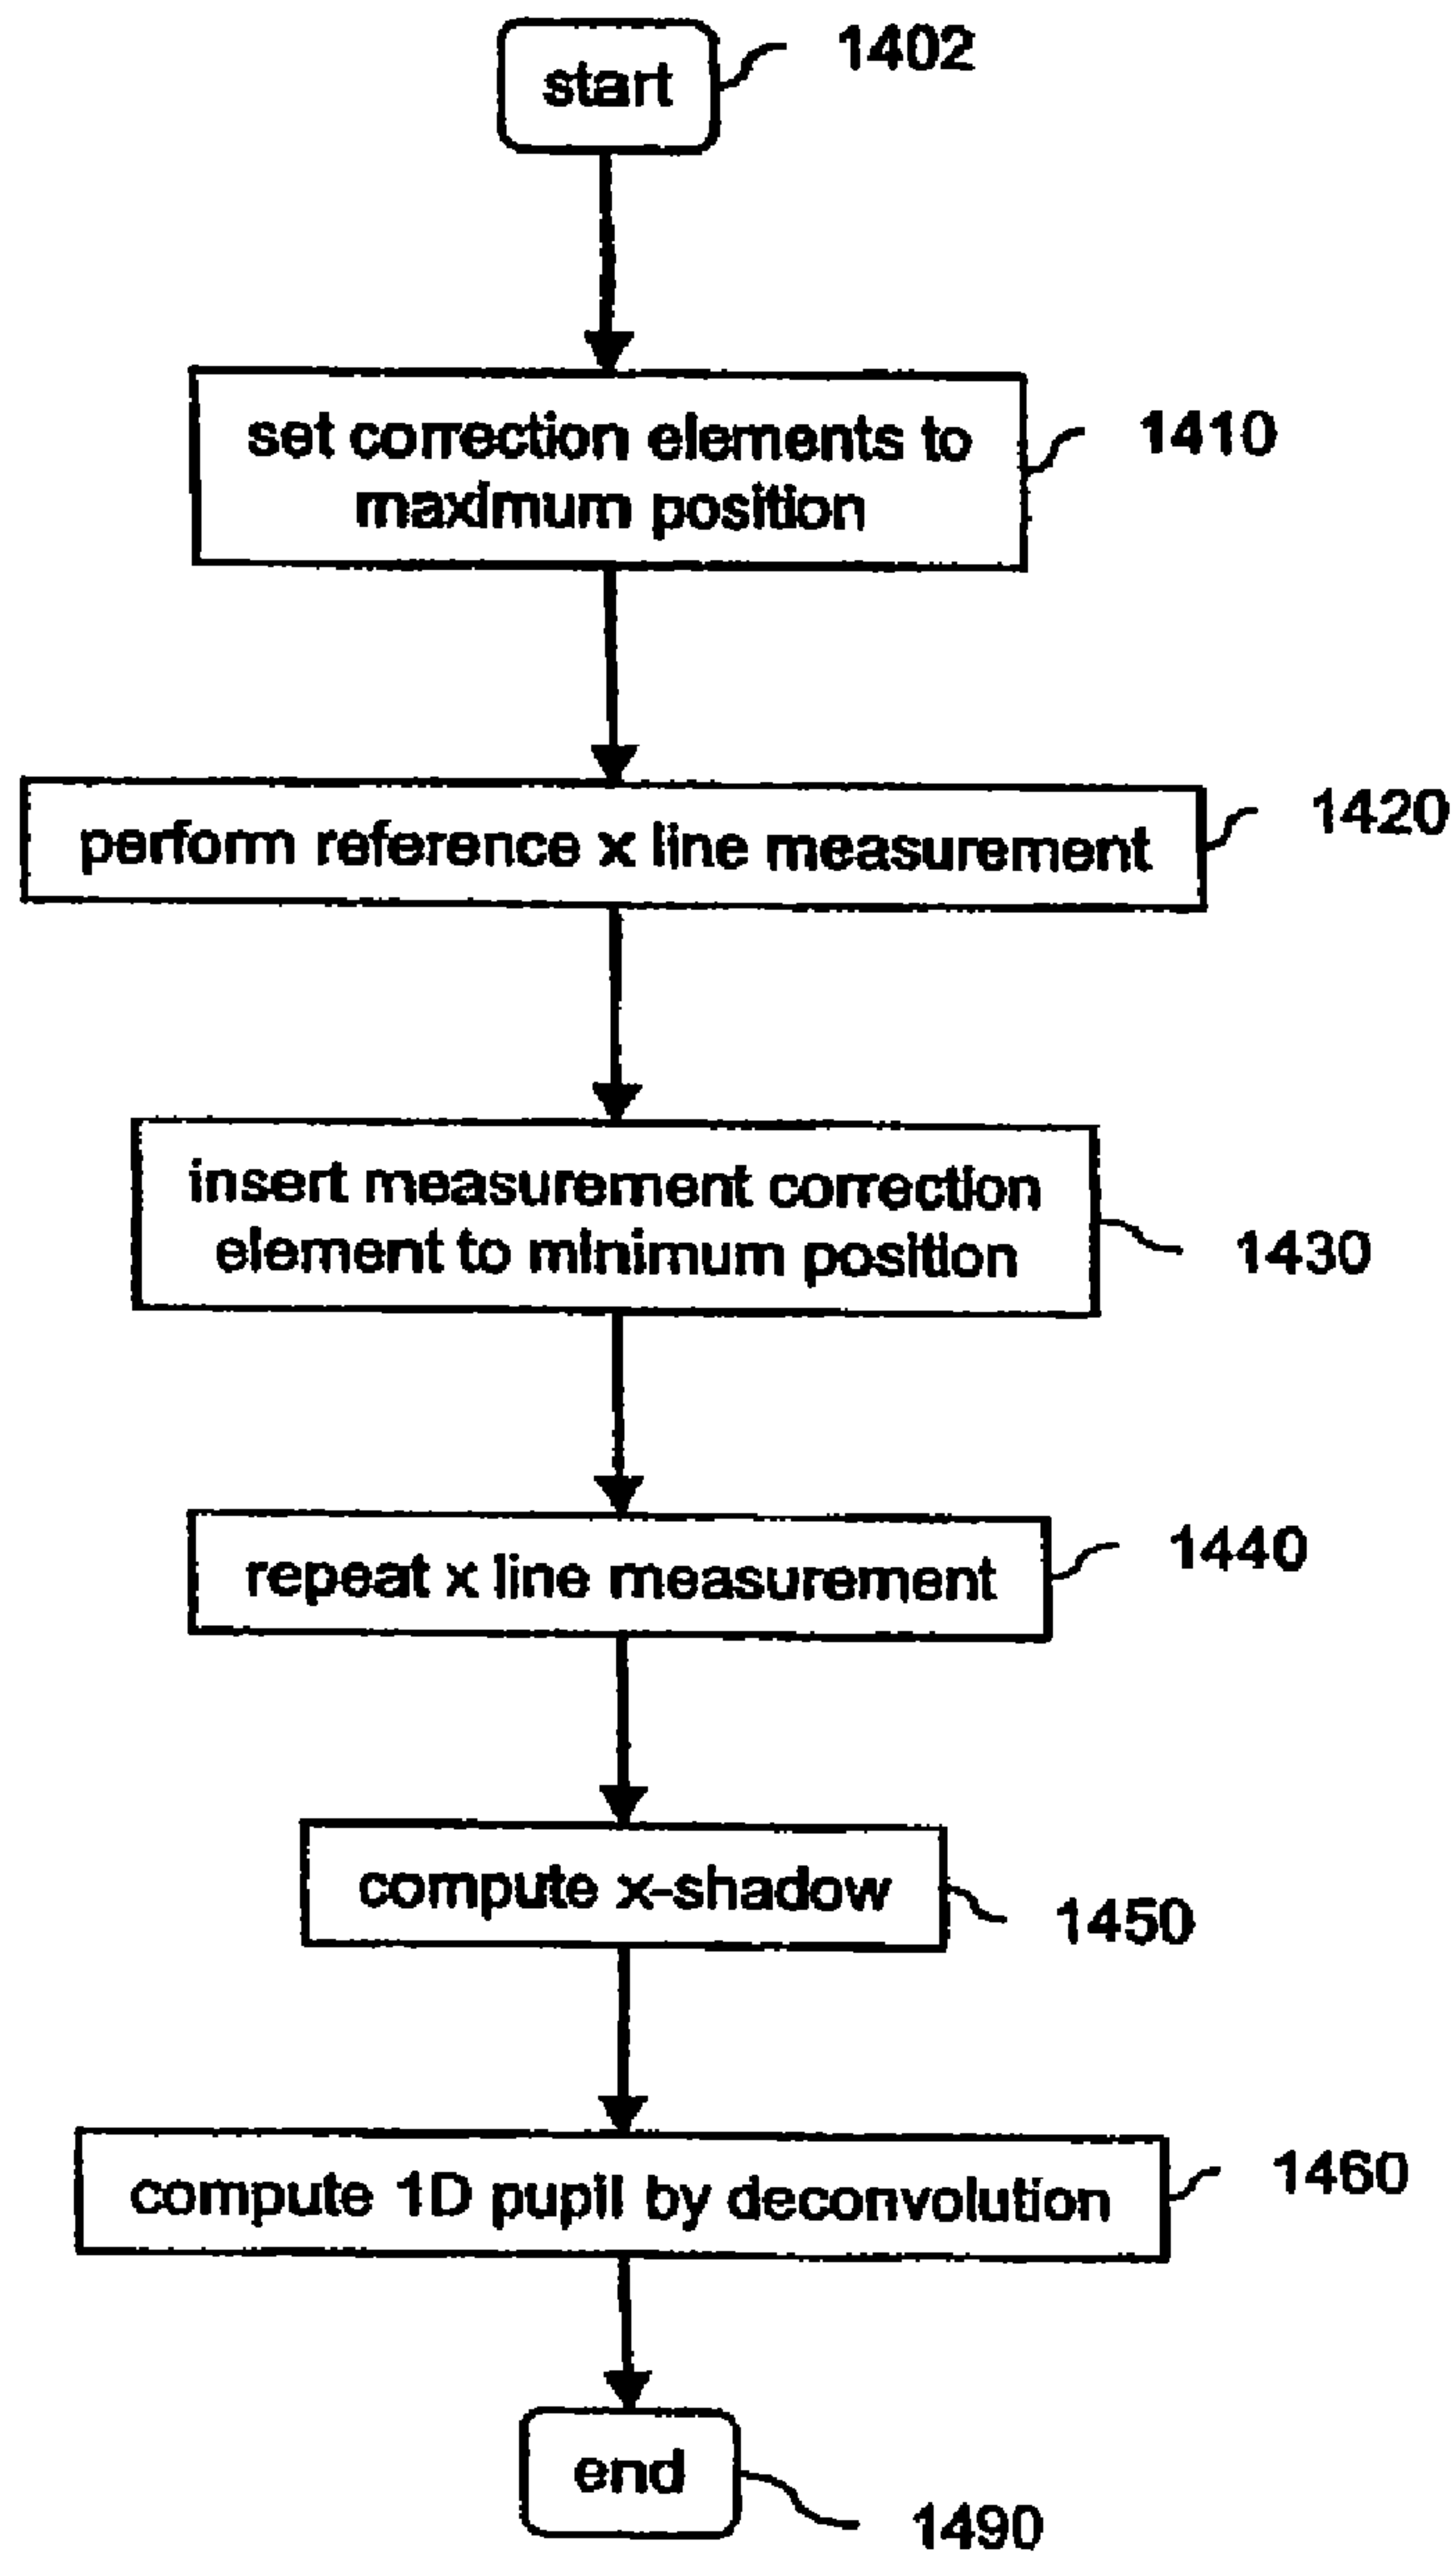 start
1402
set correction elements to
maximum position
1410
perform reference x line measurement
1420
insert measurement correction
element to minimum position
1430
repeat x line measurement
1440
compute x-shadow
1450
compute 1D pupil by deconvolution
1460
end
1490